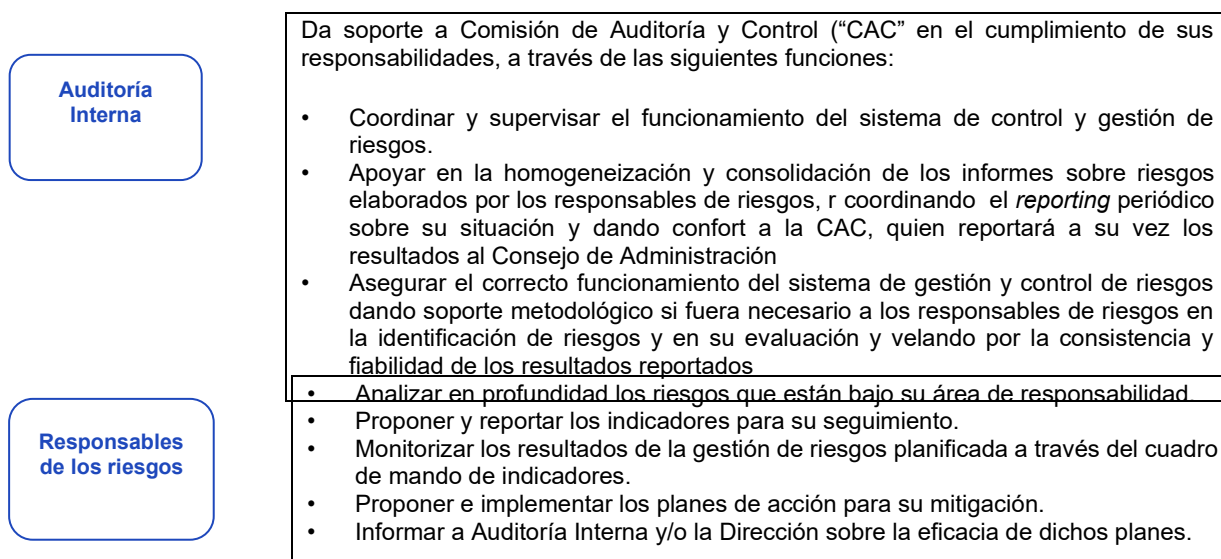 Auditoría
Interna
Da soporte a Comisión de Auditoría y Control (“CAC” en el cumplimiento de sus
responsabilidades, a través de las siguientes funciones:
• Coordinar y supervisar el funcionamiento del sistema de control y gestión de
riesgos.
• Apoyar en la homogeneización y consolidación de los informes sobre riesgos
elaborados por los responsables de riesgos, r coordinando el reporting periódico
sobre su situación y dando confort a la CAC, quien reportará a su vez los
resultados al Consejo de Administración
• Asegurar el correcto funcionamiento del sistema de gestión y control de riesgos
dando soporte metodológico si fuera necesario a los responsables de riesgos en
la identificación de riesgos y en su evaluación y velando por la consistencia y
fiabilidad de los resultados reportados
Responsables
de los riesgos
• Analizar en profundidad los riesgos que están bajo su área de responsabilidad.
• Proponer y reportar los indicadores para su seguimiento.
• Monitorizar los resultados de la gestión de riesgos planificada a través del cuadro
de mando de indicadores.
• Proponer e implementar los planes de acción para su mitigación.
• Informar a Auditoría Interna y/o la Dirección sobre la eficacia de dichos planes.